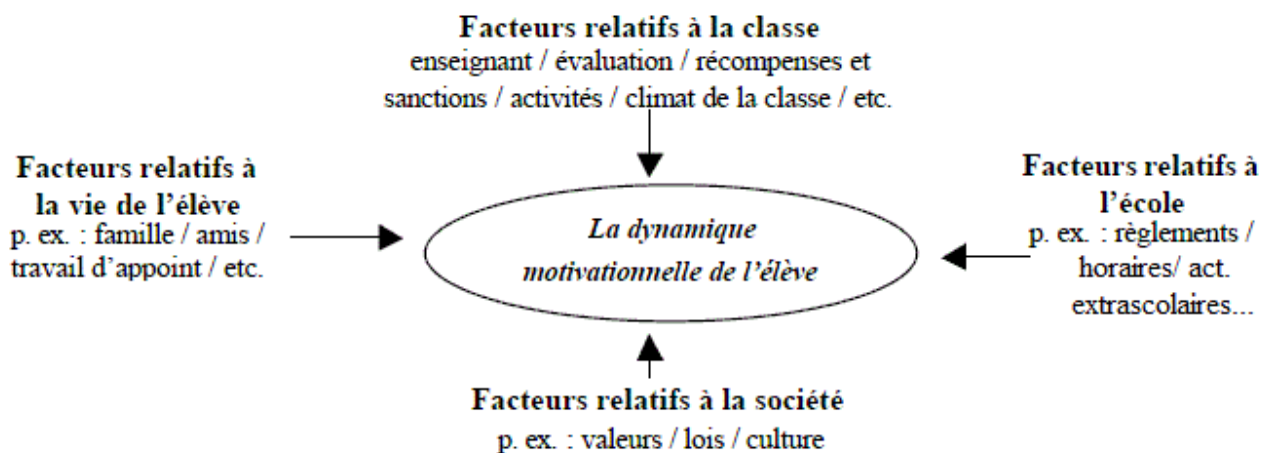 Facteurs relatifs à la classe
enseignant / évaluation / récompenses et
sanctions / activités / climat de la classe / etc.
Facteurs relatifs à
la vie de l'élève
p. ex. : famille / amis /
travail d'appoint / etc.
La dynamique
motivationnelle de l'élève
Facteurs relatifs à
l'école
p. ex. : règlements /
horaires/ act.
extrascolaires...
Facteurs relatifs à la société
p. ex. : valeurs / lois / culture